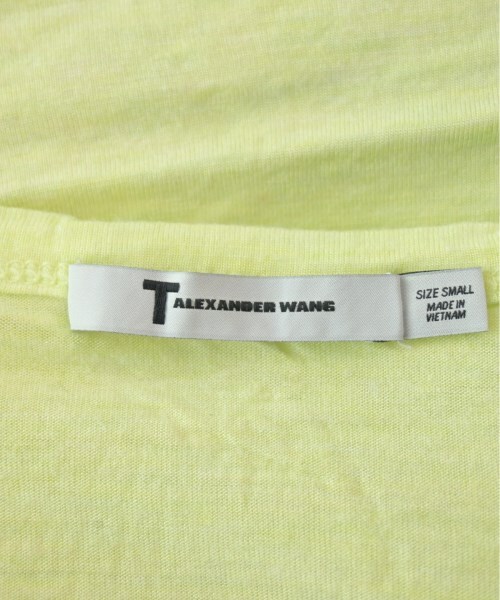 T ALEXANDER WANG
SIZE SMALL
MADE IN
VIETNAM